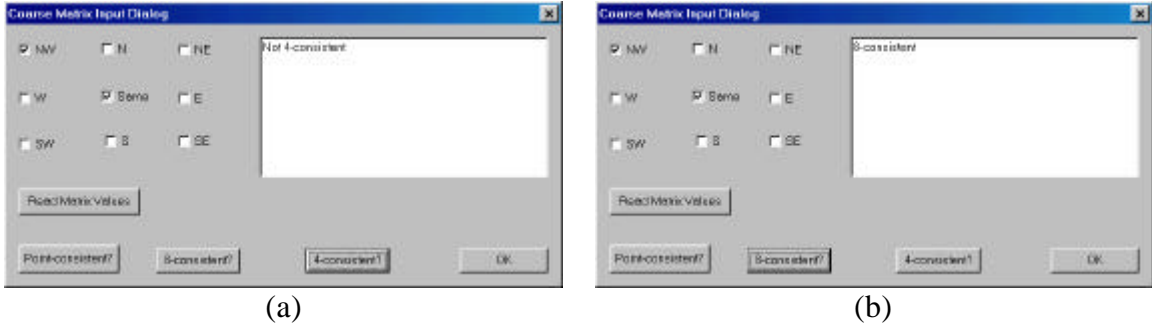 Coarse Matrix Input Dialog
NW N NE
W Same E
SW S SE
Not 4-consistent
Read Matrix Values
Point-consistent? 8-consistent? 4-consistent? OK
(a)
Coarse Matrix Input Dialog
NW N NE
W Same E
SW S SE
8-consistent
Read Matrix Values
Point-consistent? 8-consistent? 4-consistent? OK
(b)